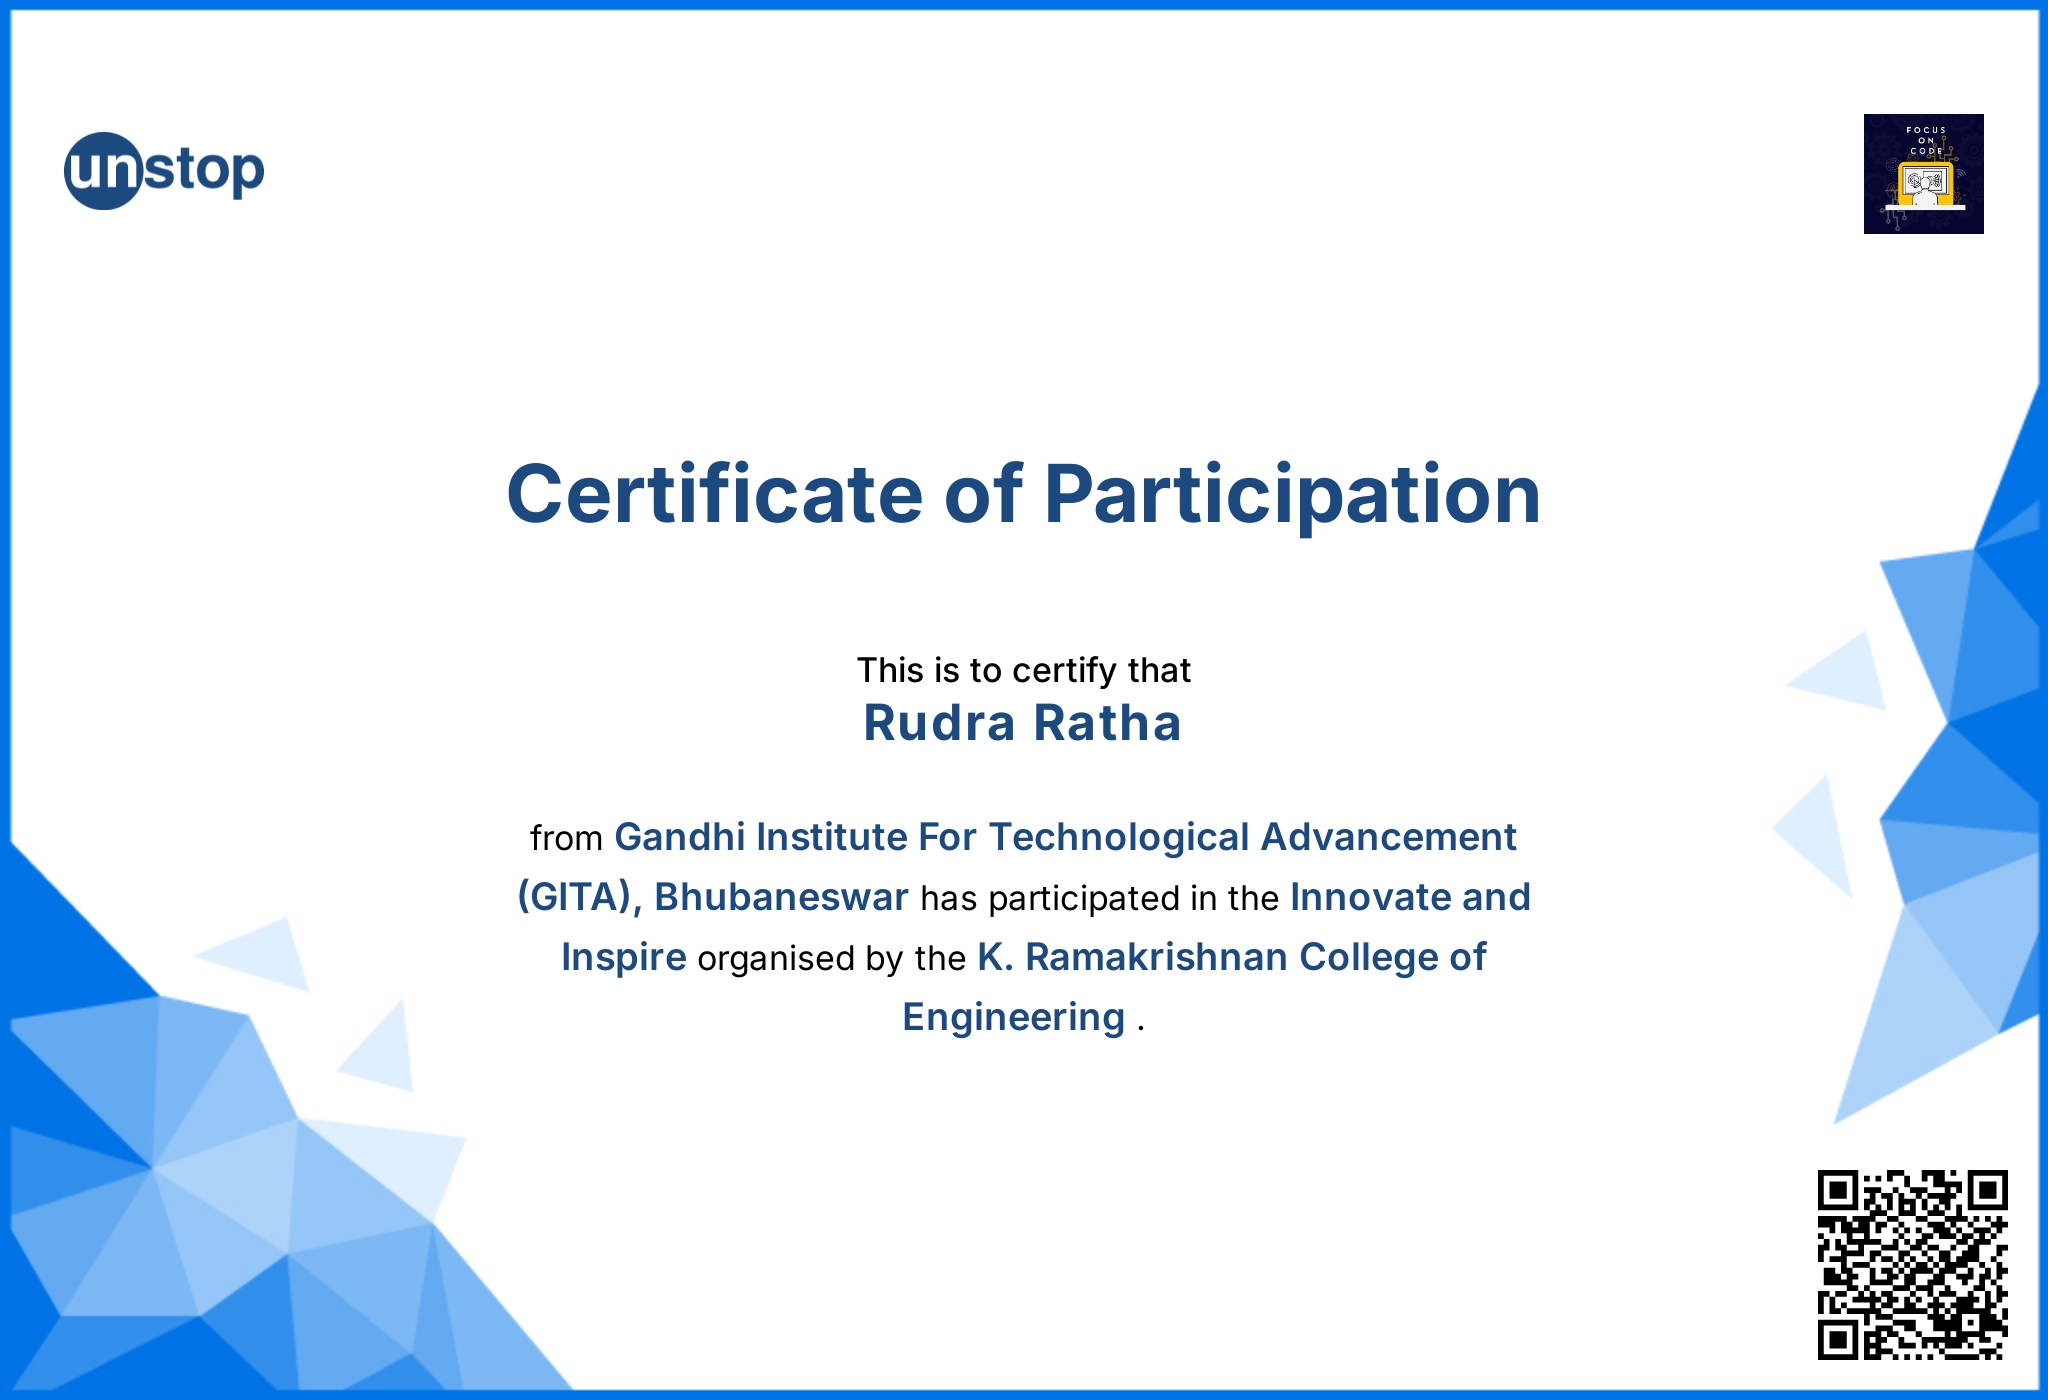 unstop
FOCUS
ON
CODE
Certificate of Participation
This is to certify that
Rudra Ratha
from Gandhi Institute For Technological Advancement
(GITA), Bhubaneswar has participated in the Innovate and
Inspire organised by the K. Ramakrishnan College of
Engineering .